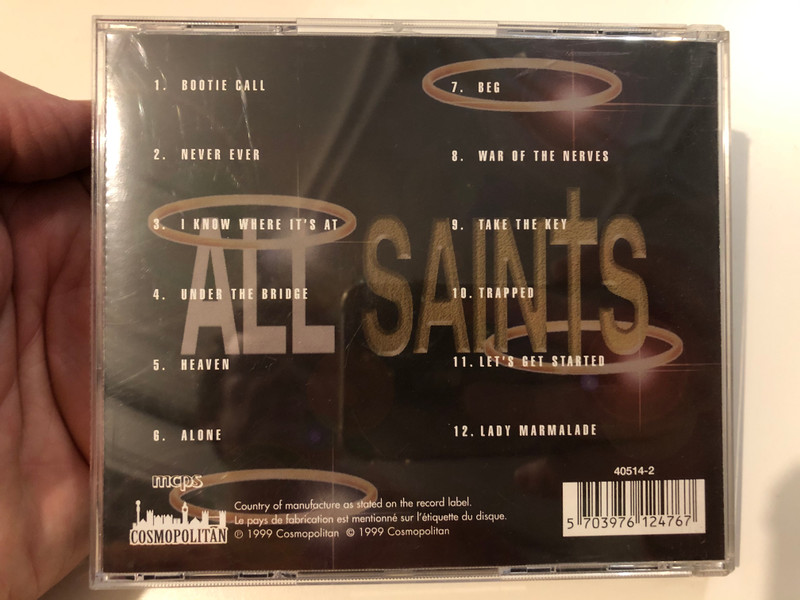 1. BOOTIE CALL
2. NEVER EVER
3. I KNOW WHERE IT'S AT
4. UNDER THE BRIDGE
5. HEAVEN
6. ALONE
7. BEG
8. WAR OF THE NERVES
9. TAKE THE KEY
10. TRAPPED
11. LET'S GET STARTED
12. LADY MARMALADE
ALL SAINTS
mcps
COSMOPOLITAN
Country of manufacture as stated on the record label.
Le pays de fabrication est mentionné sur l'étiquette du disque.
℗ 1999 Cosmopolitan © 1999 Cosmopolitan
40514-2
5 703976 124767